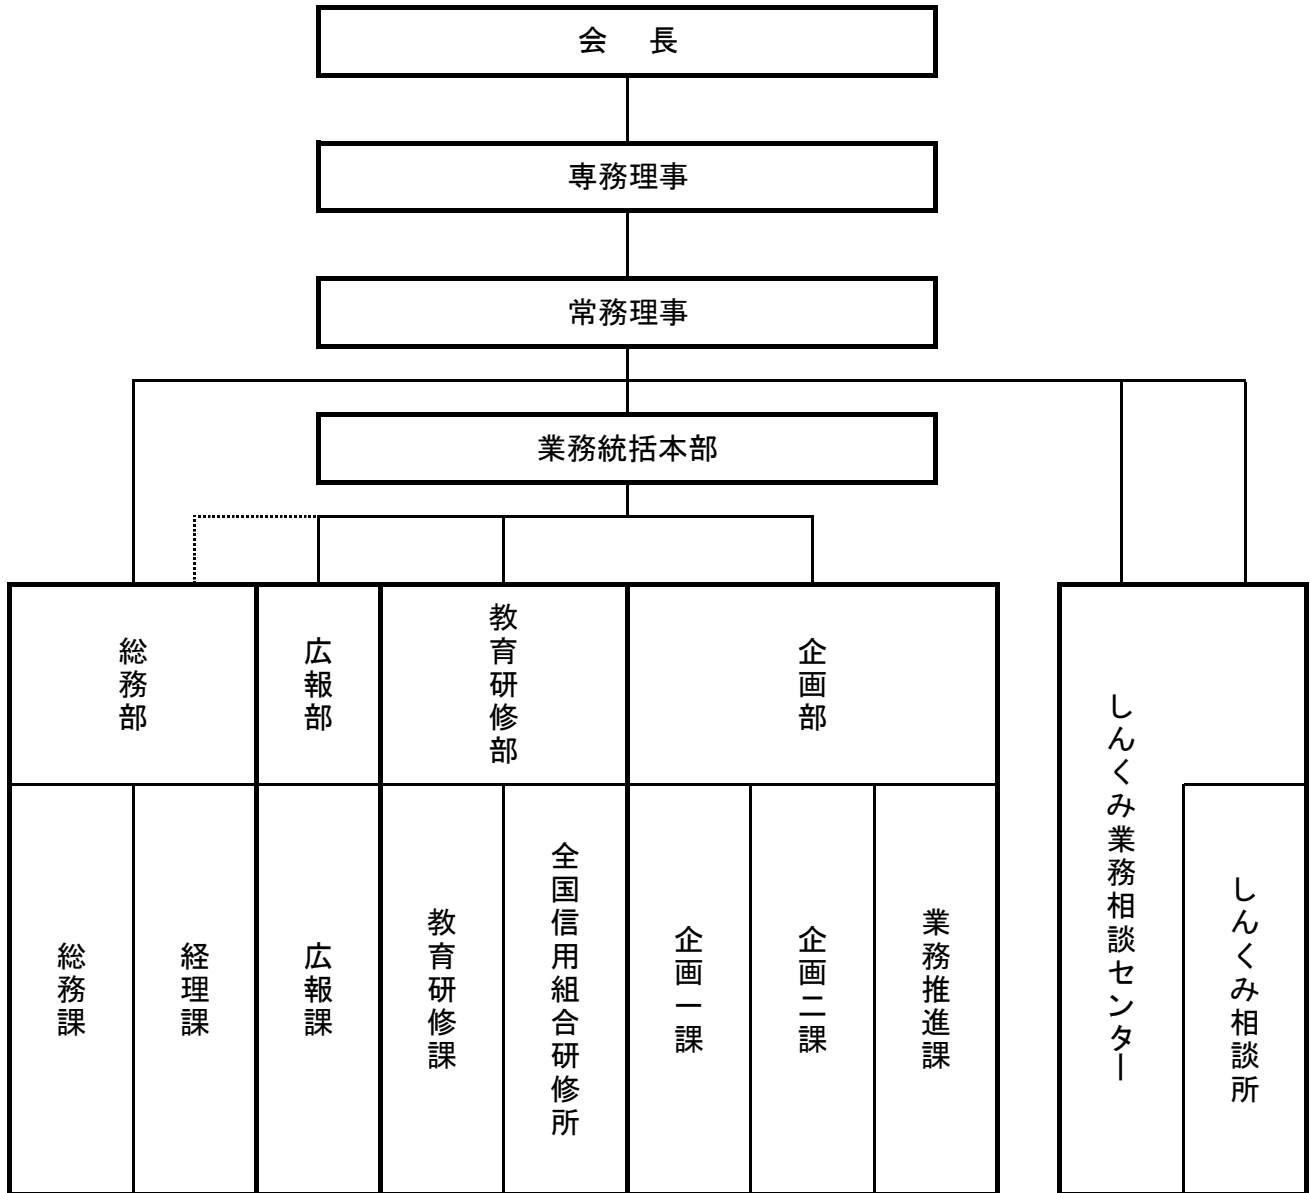 会　長
専務理事
常務理事
業務統括本部
総務部
広報部
教育研修部
企画部
総務課
経理課
広報課
教育研修課
全国信用組合研修所
企画一課
企画二課
業務推進課
しんくみ業務相談センター
しんくみ相談所